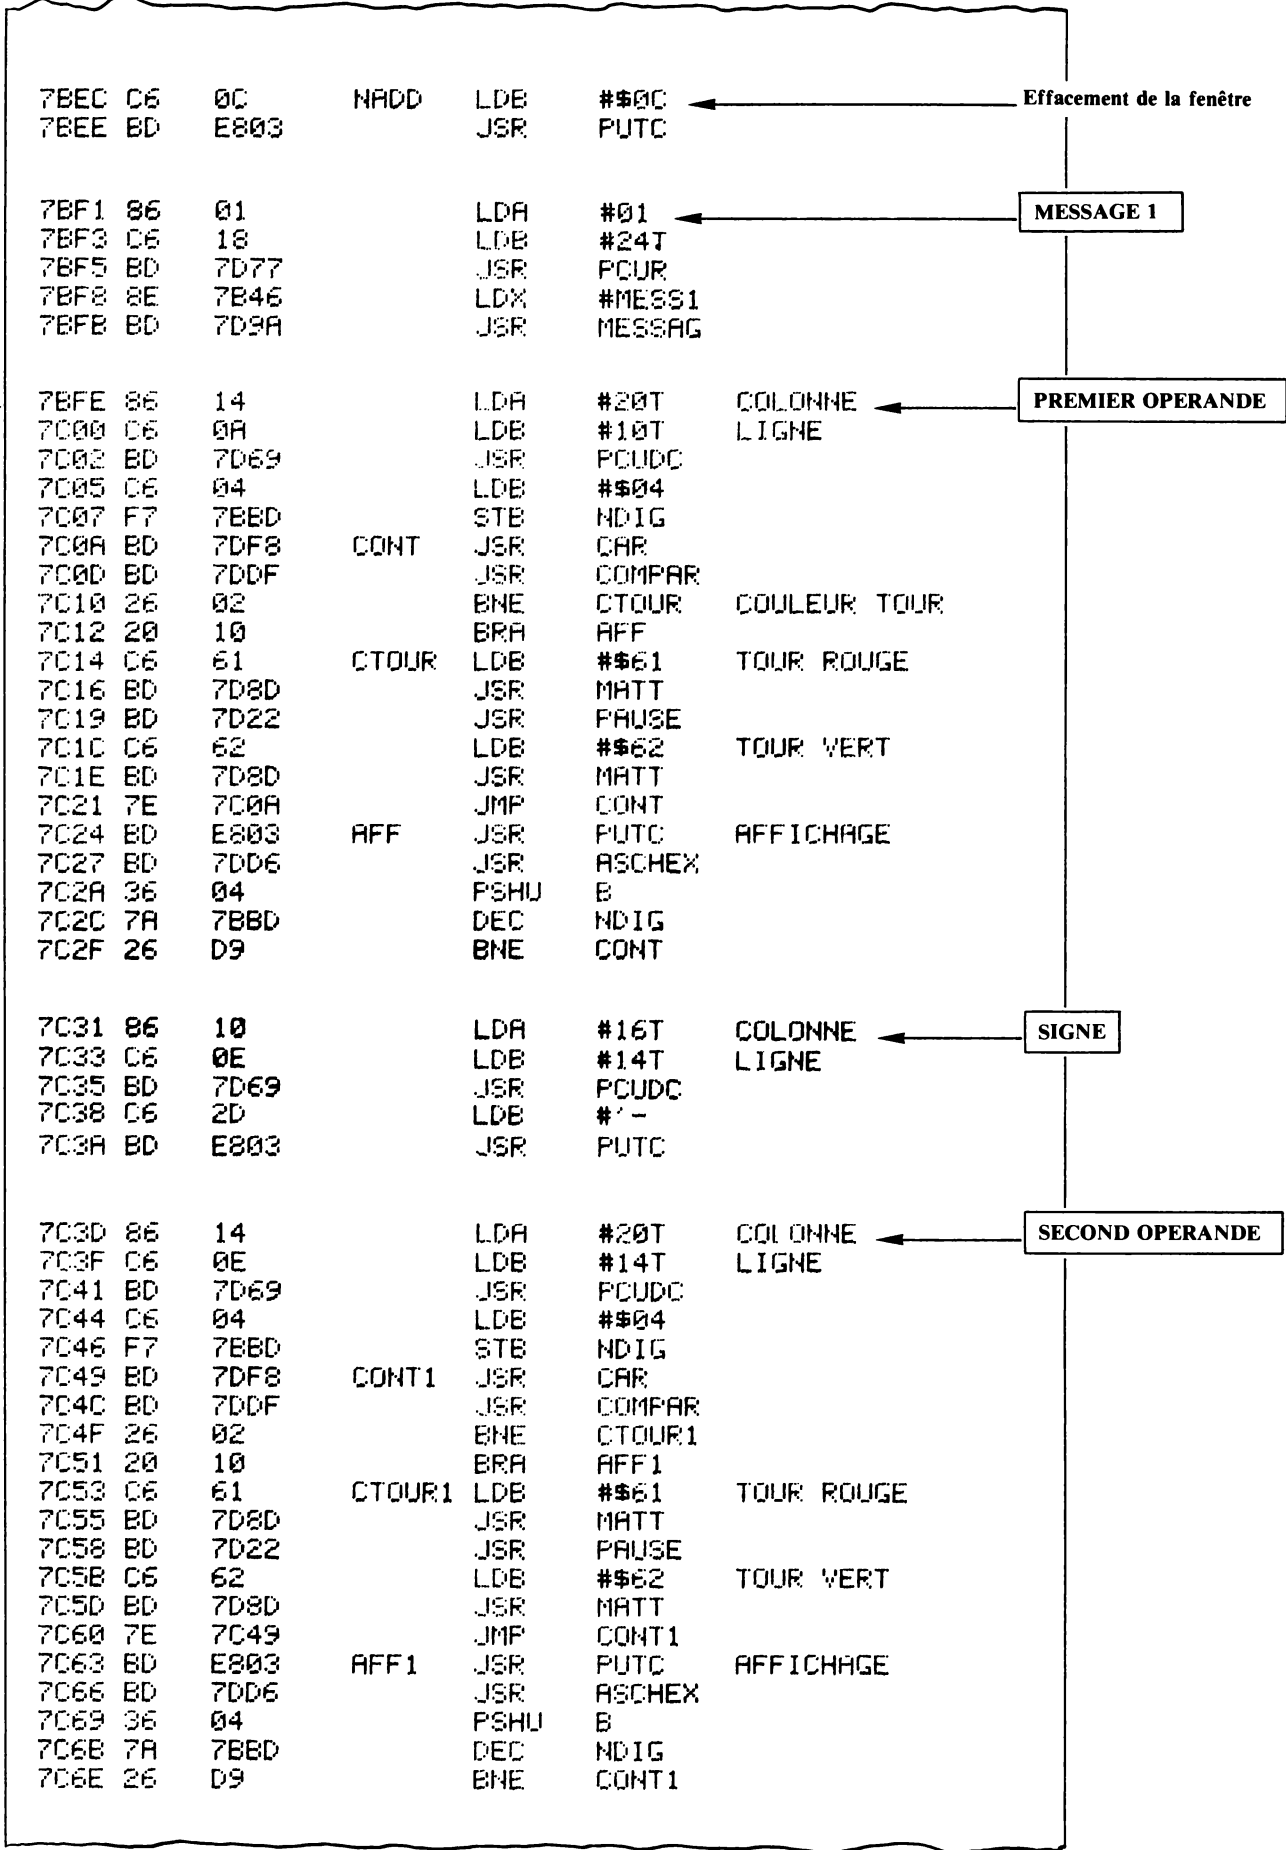 7BEC C6 0C NADD LDB #$0C Effacement de la fenêtre
7BEE BD E803 JSR PUTC
7BF1 86 01 LDA #01 MESSAGE 1
7BF3 C6 18 LDB #24T
7BF5 BD 7D77 JSR PCUR
7BF8 8E 7B46 LDX #MESS1
7BFB BD 7D9A JSR MESSAG
7BFE 86 14 LDA #20T COLONNE PREMIER OPERANDE
7C00 C6 0A LDB #10T LIGNE
7C02 BD 7D69 JSR PCUDC
7C05 C6 04 LDB #$04
7C07 F7 7BBD STB NDIG
7C0A BD 7DF8 CONT JSR CAR
7C0D BD 7DDF JSR COMPAR
7C10 26 02 BNE CTOUR COULEUR TOUR
7C12 20 10 BRA AFF
7C14 C6 61 CTOUR LDB #$61 TOUR ROUGE
7C16 BD 7D8D JSR MATT
7C19 BD 7D22 JSR PAUSE
7C1C C6 62 LDB #$62 TOUR VERT
7C1E BD 7D8D JSR MATT
7C21 7E 7C0A JMP CONT
7C24 BD E803 AFF JSR PUTC AFFICHAGE
7C27 BD 7DD6 JSR ASCHEX
7C2A 36 04 PSHU B
7C2C 7A 7BBD DEC NDIG
7C2F 26 D9 BNE CONT
7C31 86 10 LDA #16T COLONNE SIGNE
7C33 C6 0E LDB #14T LIGNE
7C35 BD 7D69 JSR PCUDC
7C38 C6 2D LDB #'-
7C3A BD E803 JSR PUTC
7C3D 86 14 LDA #20T COLONNE SECOND OPERANDE
7C3F C6 0E LDB #14T LIGNE
7C41 BD 7D69 JSR PCUDC
7C44 C6 04 LDB #$04
7C46 F7 7BBD STB NDIG
7C49 BD 7DF8 CONT1 JSR CAR
7C4C BD 7DDF JSR COMPAR
7C4F 26 02 BNE CTOUR1
7C51 20 10 BRA AFF1
7C53 C6 61 CTOUR1 LDB #$61 TOUR ROUGE
7C55 BD 7D8D JSR MATT
7C58 BD 7D22 JSR PAUSE
7C5B C6 62 LDB #$62 TOUR VERT
7C5D BD 7D8D JSR MATT
7C60 7E 7C49 JMP CONT1
7C63 BD E803 AFF1 JSR PUTC AFFICHAGE
7C66 BD 7DD6 JSR ASCHEX
7C69 36 04 PSHU B
7C6B 7A 7BBD DEC NDIG
7C6E 26 D9 BNE CONT1